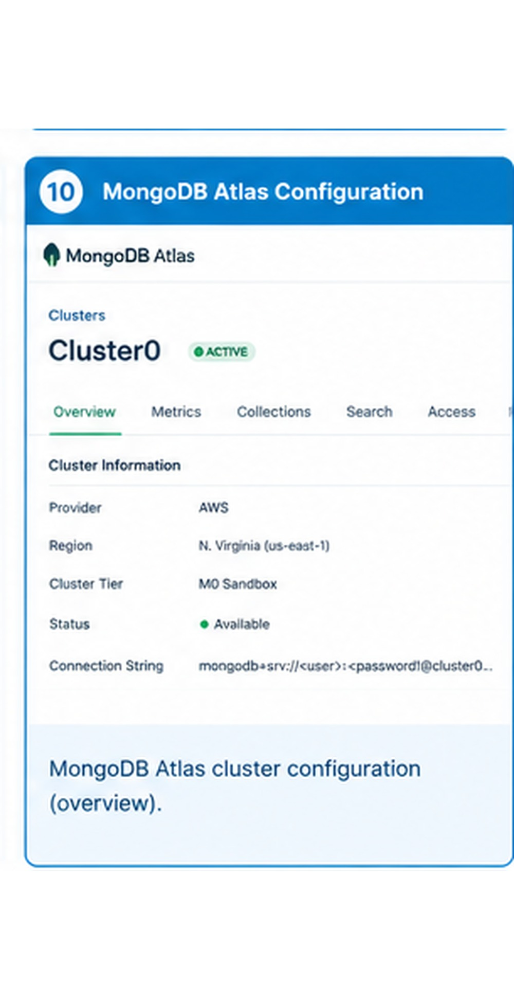 10 MongoDB Atlas Configuration
MongoDB Atlas
Clusters
Cluster0 ACTIVE
Overview Metrics Collections Search Access
Cluster Information
Provider AWS
Region N. Virginia (us-east-1)
Cluster Tier M0 Sandbox
Status Available
Connection String mongodb+srv://<user>:<password!@cluster0...
MongoDB Atlas cluster configuration
(overview).